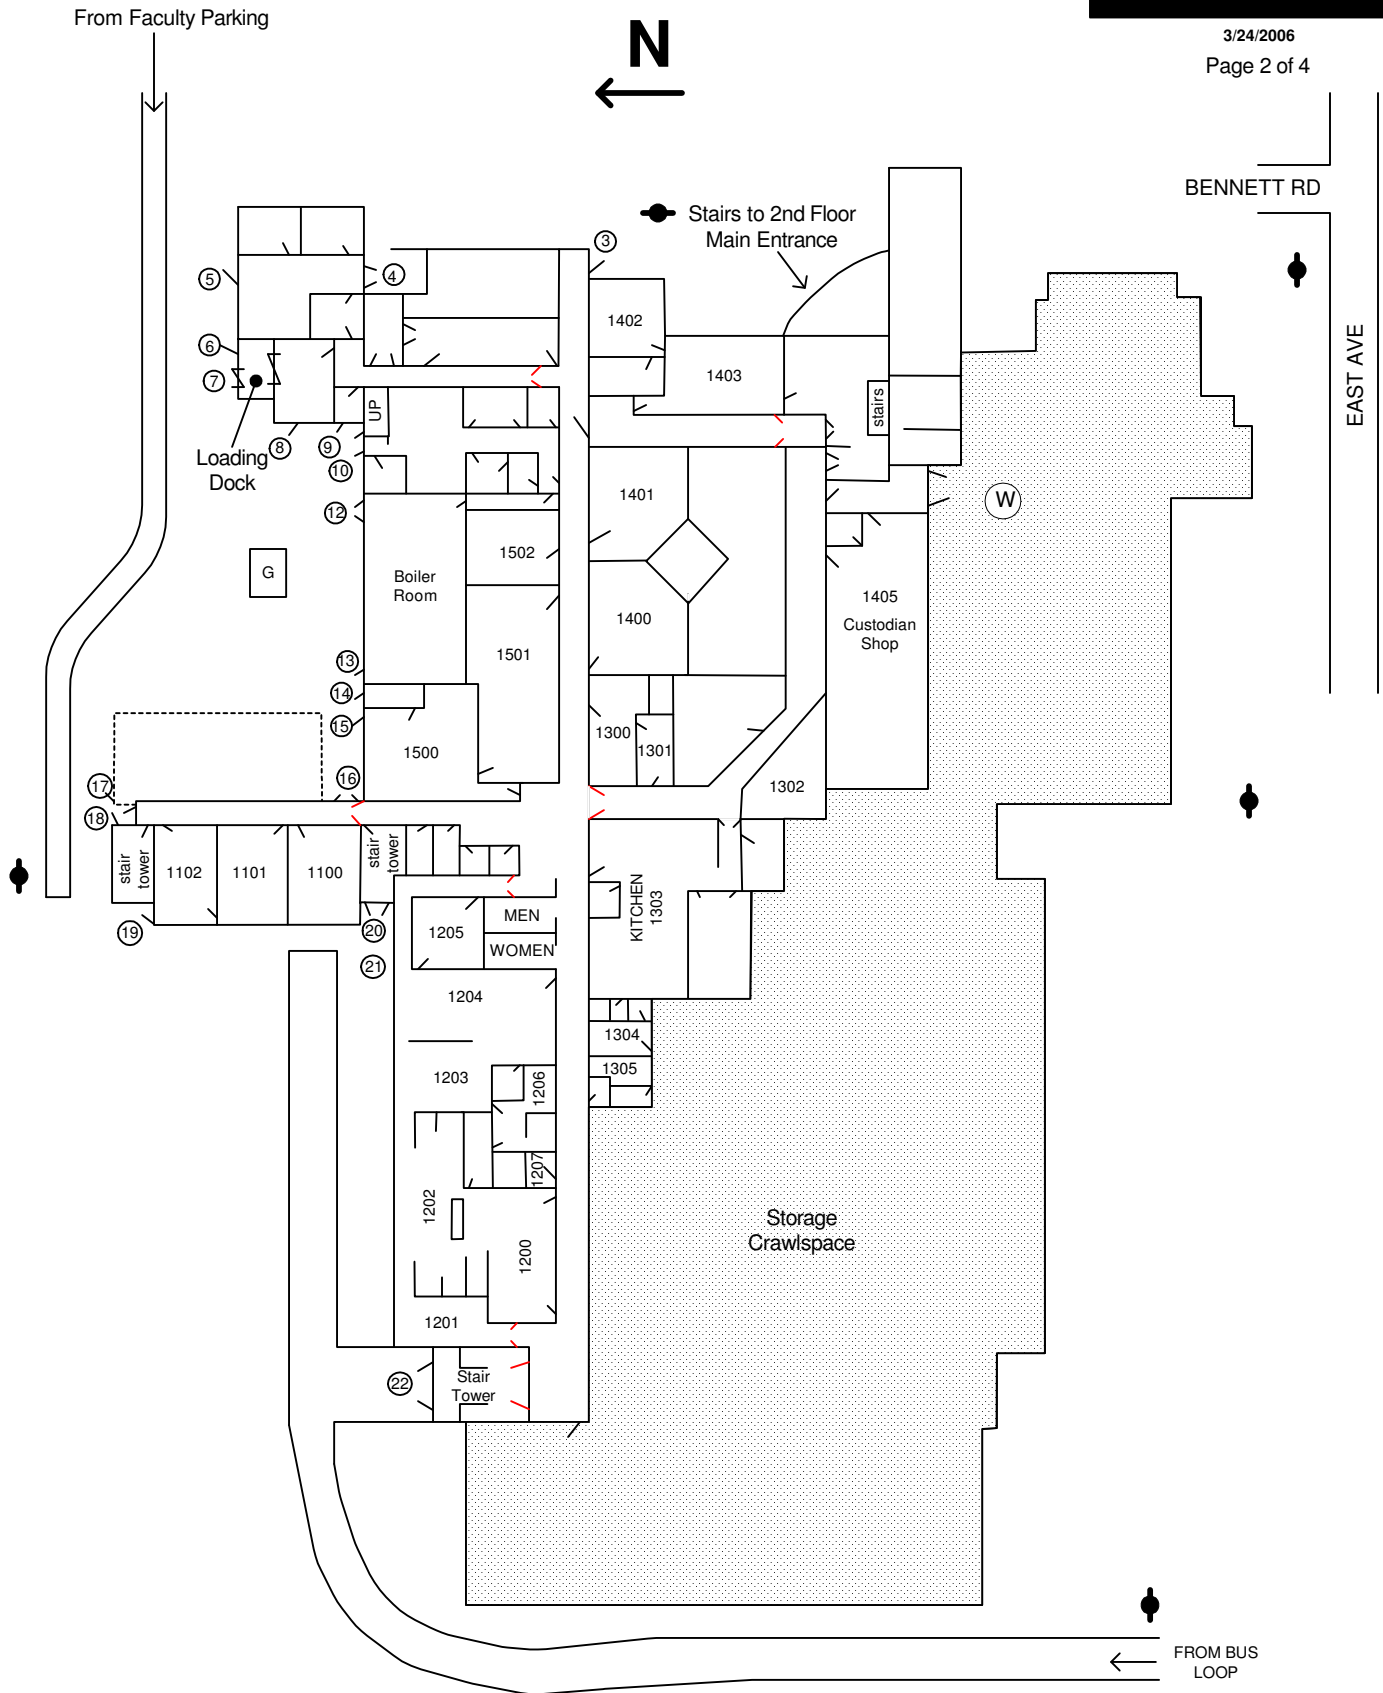 From Faculty Parking
N
3/24/2006
Page 2 of 4
BENNETT RD
EAST AVE
Stairs to 2nd Floor
Main Entrance
3
4
5
6
7
8
9
10
12
13
14
15
16
17
18
19
20
21
22
Loading
Dock
UP
1402
1403
stairs
W
1401
1502
Boiler
Room
G
1400
1501
1405
Custodian
Shop
1300
1301
1302
1500
stair
tower
1102
1101
1100
stair
tower
MEN
WOMEN
1205
KITCHEN
1303
1204
1304
1305
1203
1206
1207
1202
1200
1201
Storage
Crawlspace
Stair
Tower
FROM BUS
LOOP